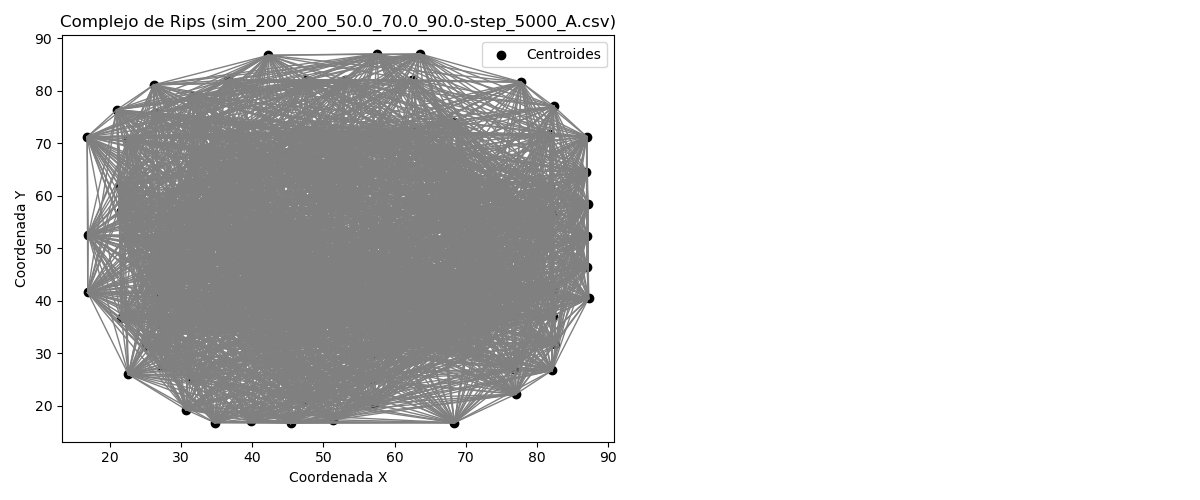 Complejo de Rips (sim_200_200_50.0_70.0_90.0-step_5000_A.csv)
Centroides
90
80
70
60
50
40
30
20
Coordenada Y
20 30 40 50 60 70 80 90
Coordenada X